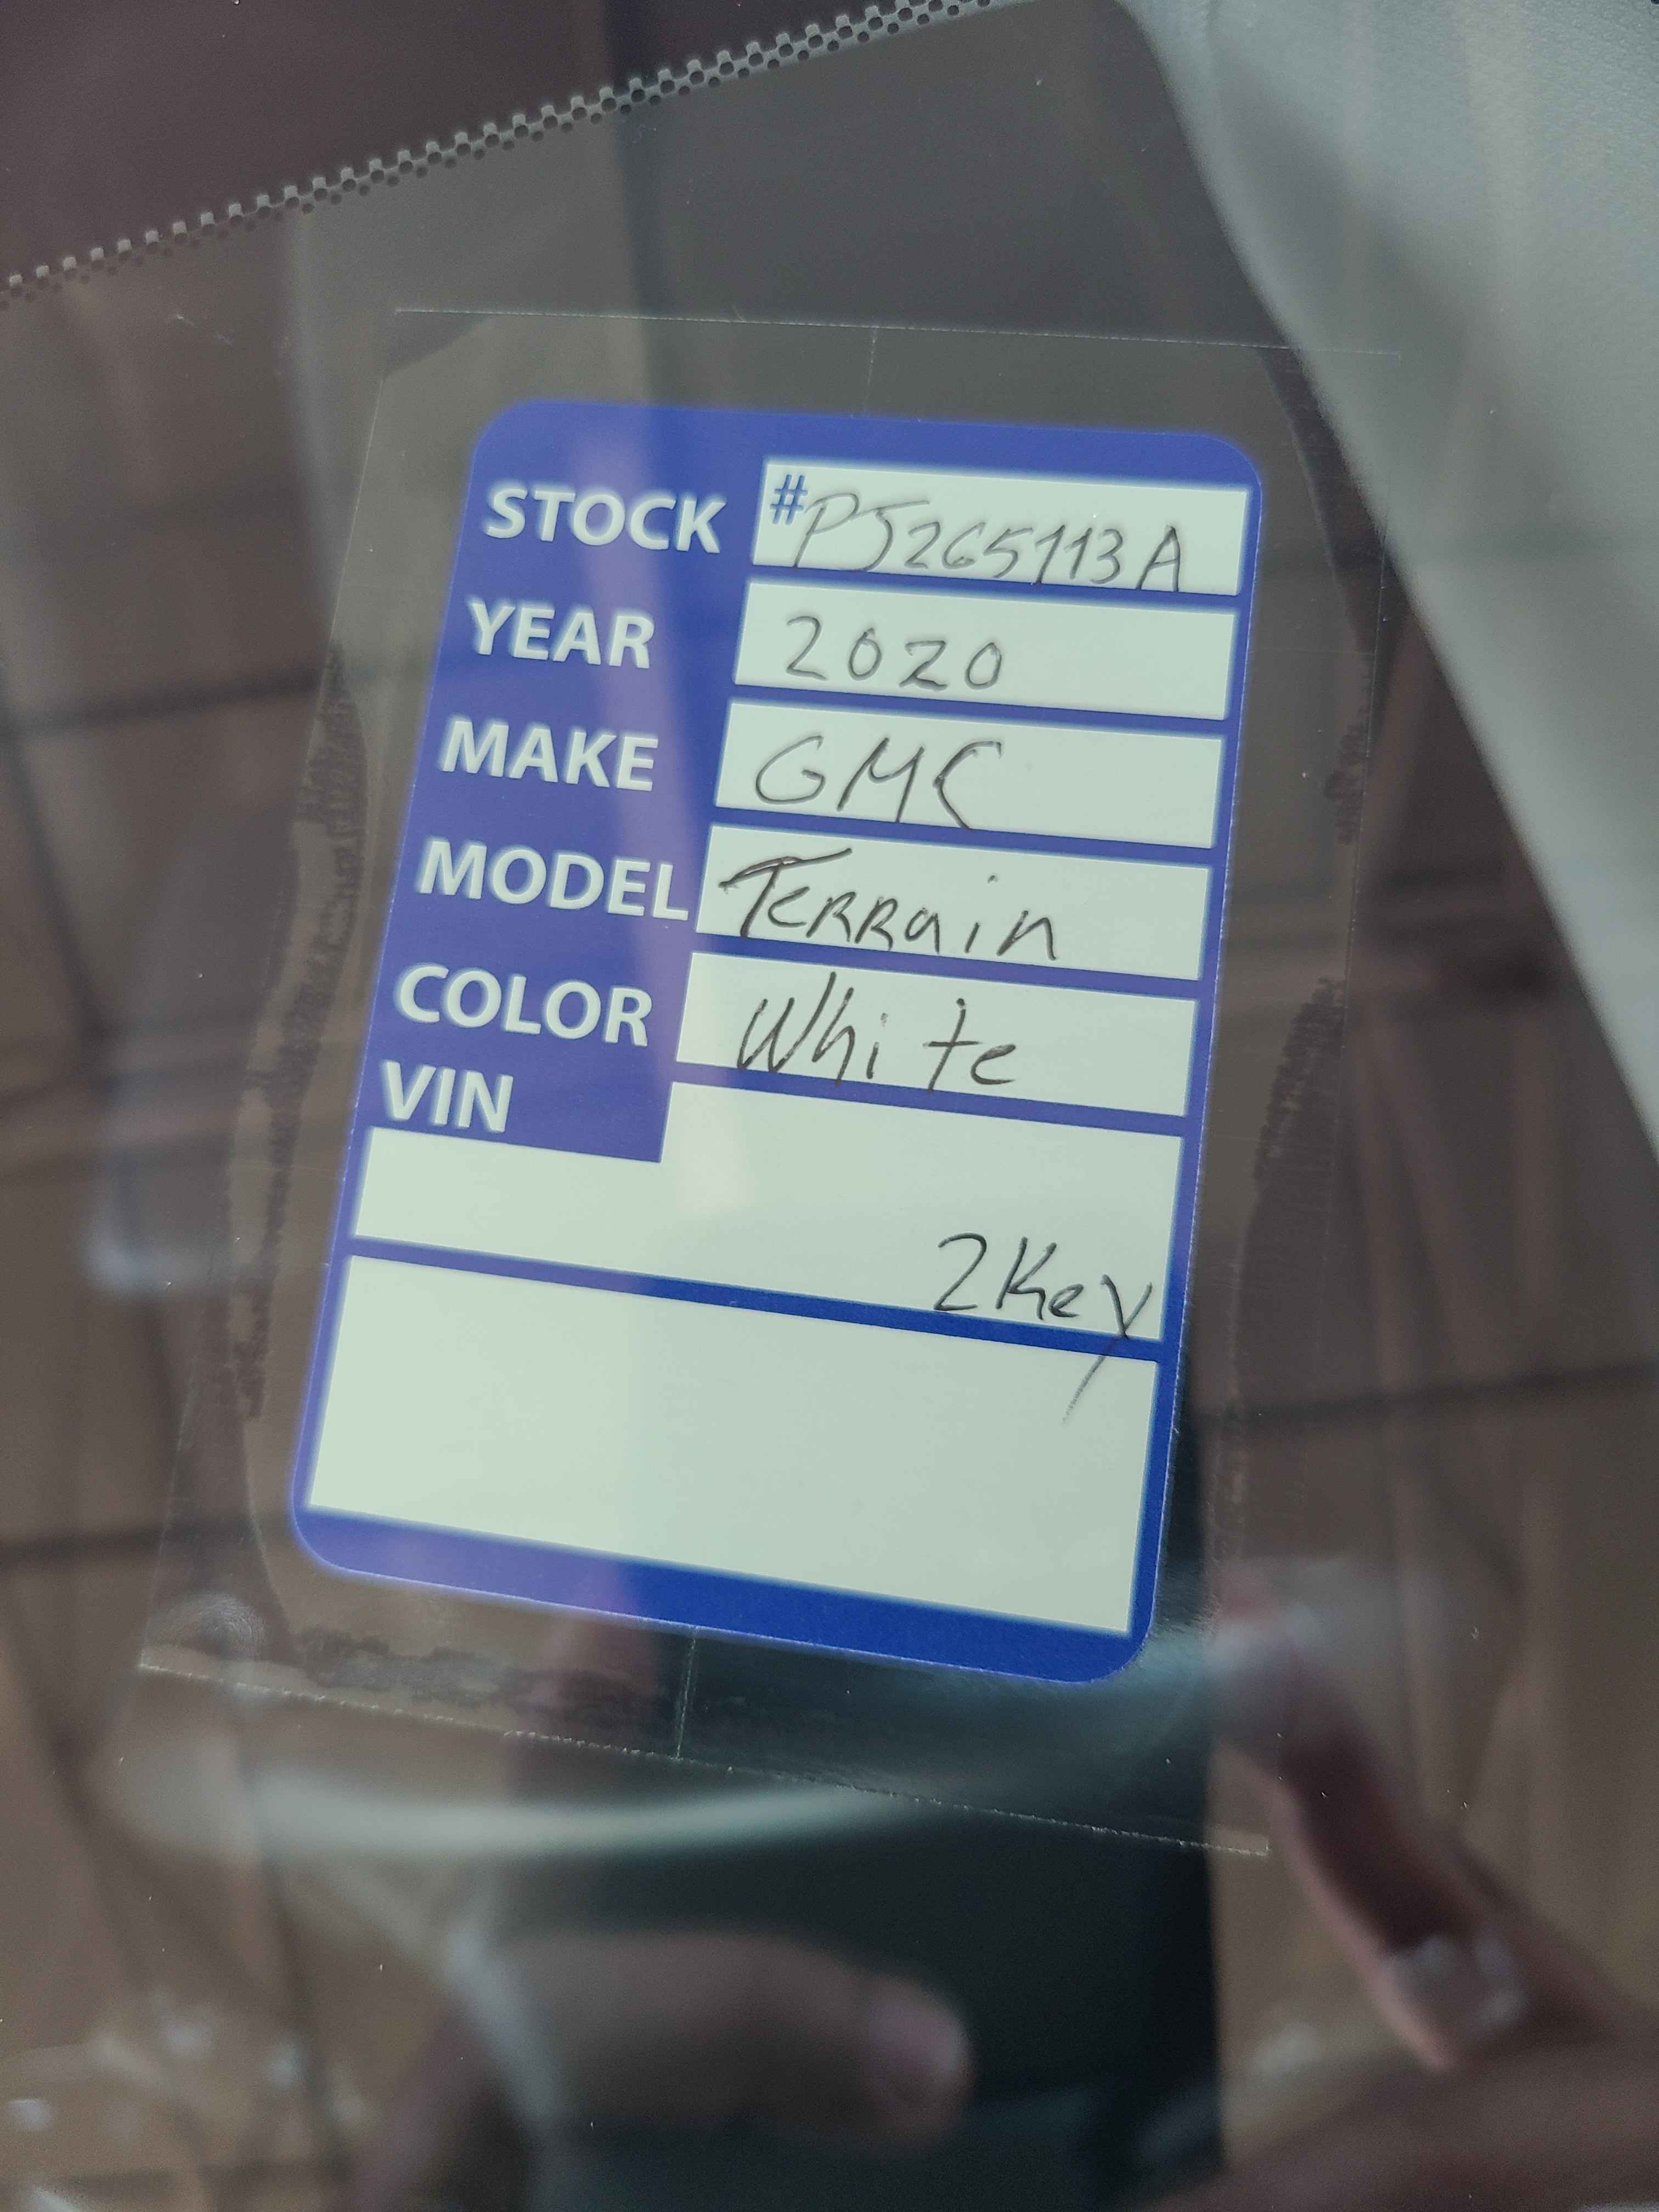 STOCK #PJ265113A
YEAR 2020
MAKE GMC
MODEL Terrain
COLOR White
VIN
2Key